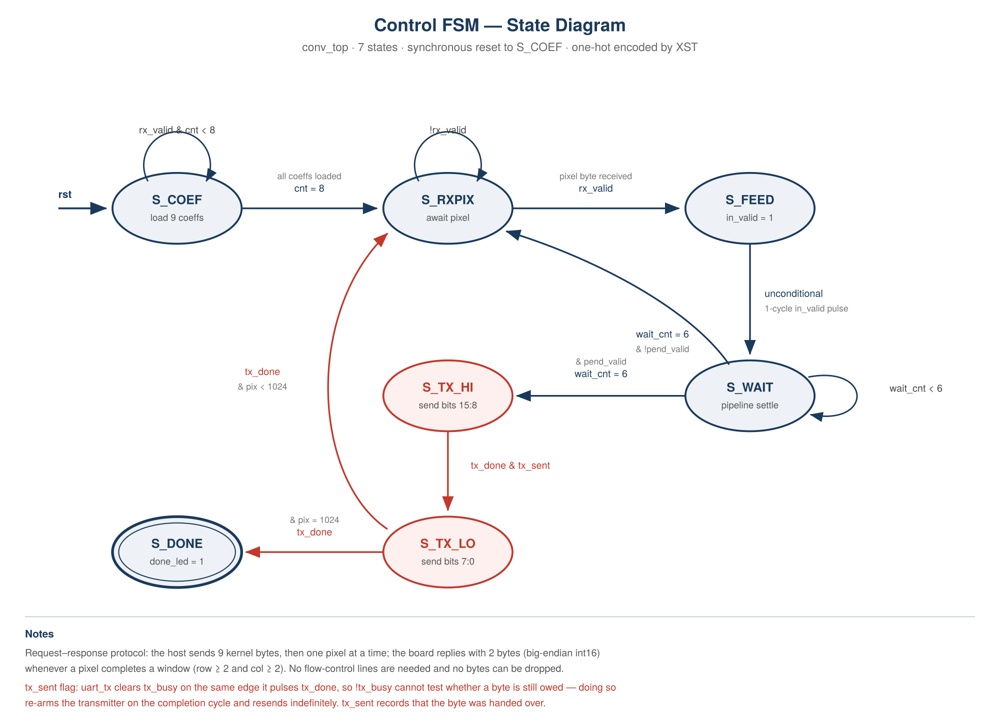 Control FSM — State Diagram
conv_top · 7 states · synchronous reset to S_COEF · one-hot encoded by XST
rx_valid & cnt < 8
!rx_valid
rst
S_COEF
load 9 coeffs
all coeffs loaded
cnt = 8
S_RXPIX
await pixel
pixel byte received
rx_valid
S_FEED
in_valid = 1
unconditional
1-cycle in_valid pulse
wait_cnt = 6
& !pend_valid
& pend_valid
wait_cnt = 6
tx_done
& pix < 1024
S_TX_HI
send bits 15:8
S_WAIT
pipeline settle
wait_cnt < 6
tx_done & tx_sent
& pix = 1024
tx_done
S_DONE
done_led = 1
S_TX_LO
send bits 7:0
Notes
Request–response protocol: the host sends 9 kernel bytes, then one pixel at a time; the board replies with 2 bytes (big-endian int16)
whenever a pixel completes a window (row ≥ 2 and col ≥ 2). No flow-control lines are needed and no bytes can be dropped.
tx_sent flag: uart_tx clears tx_busy on the same edge it pulses tx_done, so !tx_busy cannot test whether a byte is still owed — doing so
re-arms the transmitter on the completion cycle and resends indefinitely. tx_sent records that the byte was handed over.